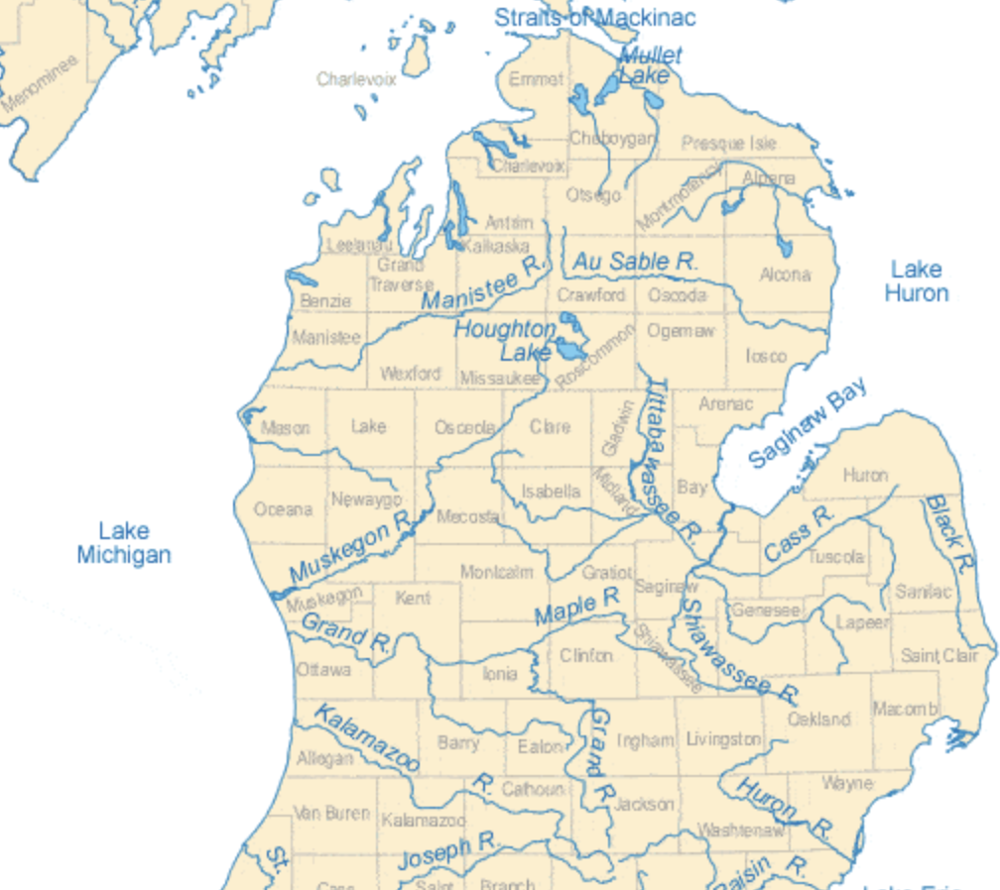 Straits of Mackinac
Mullet
Lake
Menominee
Charlevoix
Emmet
Cheboygan
Presque Isle
Charlevoix
Otsego
Montmorency
Alpena
Antrim
Leelanau
Kalkaska
Grand
Traverse
Au Sable R.
Alcona
Lake
Huron
Benzie
Manistee R.
Crawford
Oscoda
Manistee
Houghton
Lake
Roscommon
Ogemaw
Iosco
Wexford
Missaukee
Mason
Lake
Osceola
Clare
Gladwin
Tittabawassee R.
Arenac
Saginaw Bay
Huron
Oceana
Newaygo
Mecosta
Isabella
Midland
Bay
Lake
Michigan
Muskegon R.
Cass R.
Black R.
Tuscola
Montcalm
Gratiot
Saginaw
Sanilac
Muskegon
Kent
Maple R
Genesee
Lapeer
Grand R.
Clinton
Shiawassee
Shiawassee R.
Saint Clair
Ottawa
Ionia
Kalamazoo
R.
Grand R.
Allegan
Barry
Eaton
Ingham
Livingston
Oakland
Macomb
Van Buren
Kalamazoo
Calhoun
Jackson
Huron R.
Wayne
Washtenaw
St.
Joseph R.
Raisin R.
Cass
Saint
Branch
Lake Erie